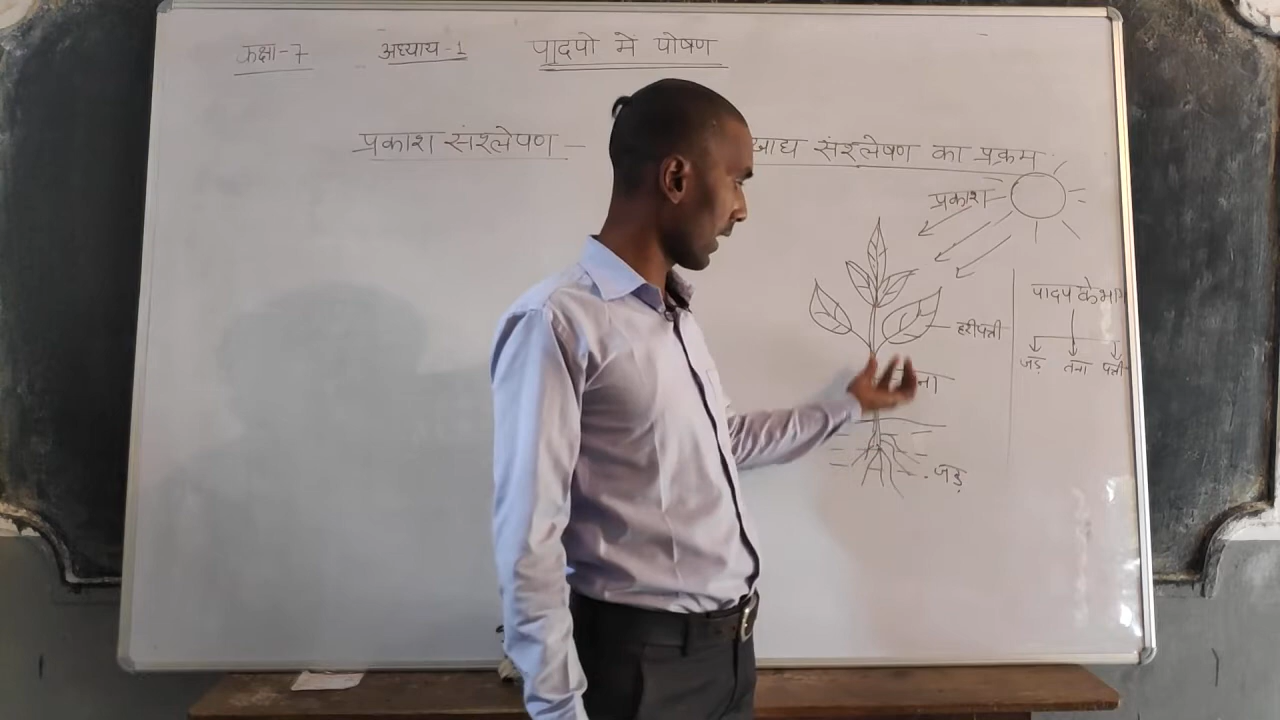 कक्षा-7 अध्याय-1 पादपो में पोषण
प्रकाश संश्लेषण – खाद्य संश्लेषण का प्रक्रम
प्रकाश
पादप के भाग
हरीपत्ती
जड़ तना पत्ती
जड़